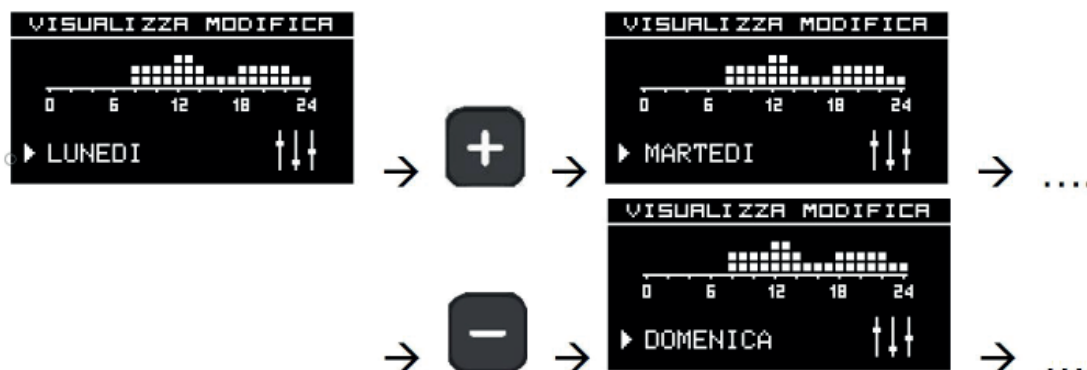 VISUALIZZA MODIFICA
0 6 12 18 24
LUNEDI
→ + →
VISUALIZZA MODIFICA
0 6 12 18 24
MARTEDI
→ ....
→ − →
VISUALIZZA MODIFICA
0 6 12 18 24
DOMENICA
→ ....